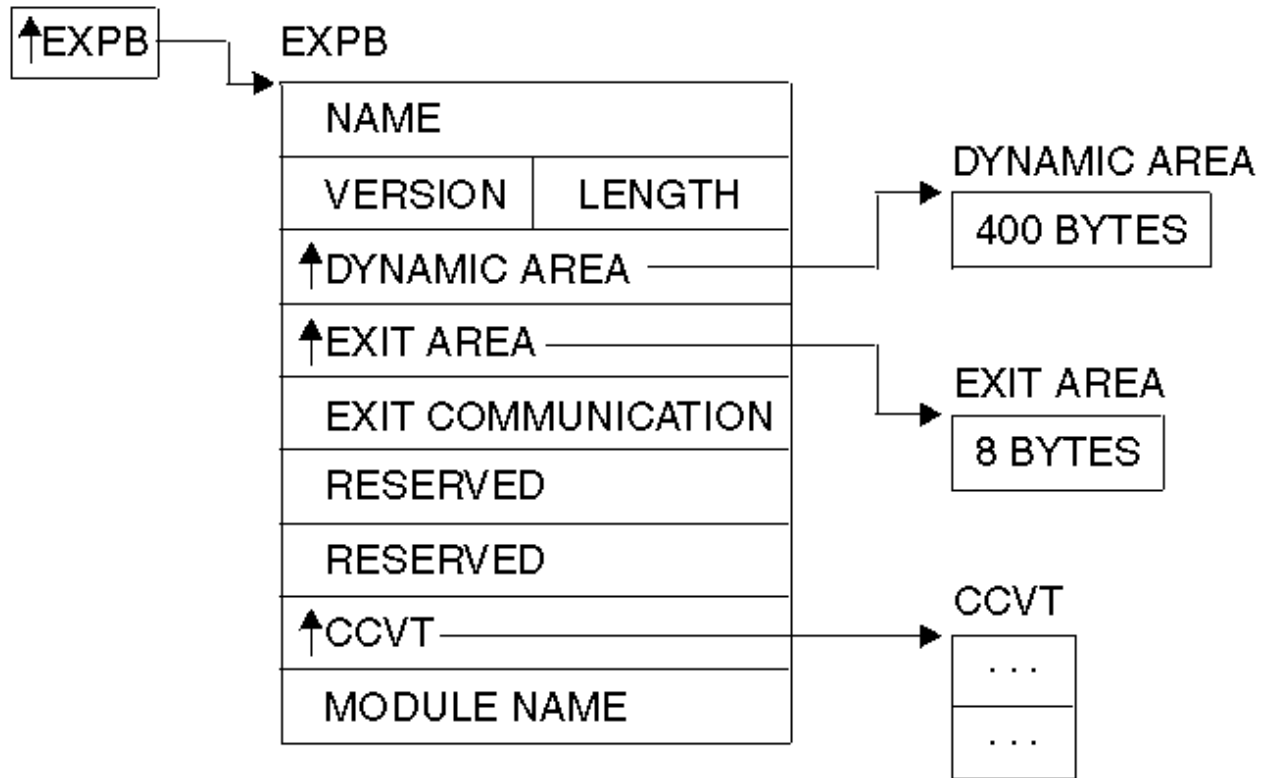 ↑EXPB
EXPB
NAME
VERSION LENGTH
↑DYNAMIC AREA
↑EXIT AREA
EXIT COMMUNICATION
RESERVED
RESERVED
↑CCVT
MODULE NAME
DYNAMIC AREA
400 BYTES
EXIT AREA
8 BYTES
CCVT
. . .
. . .